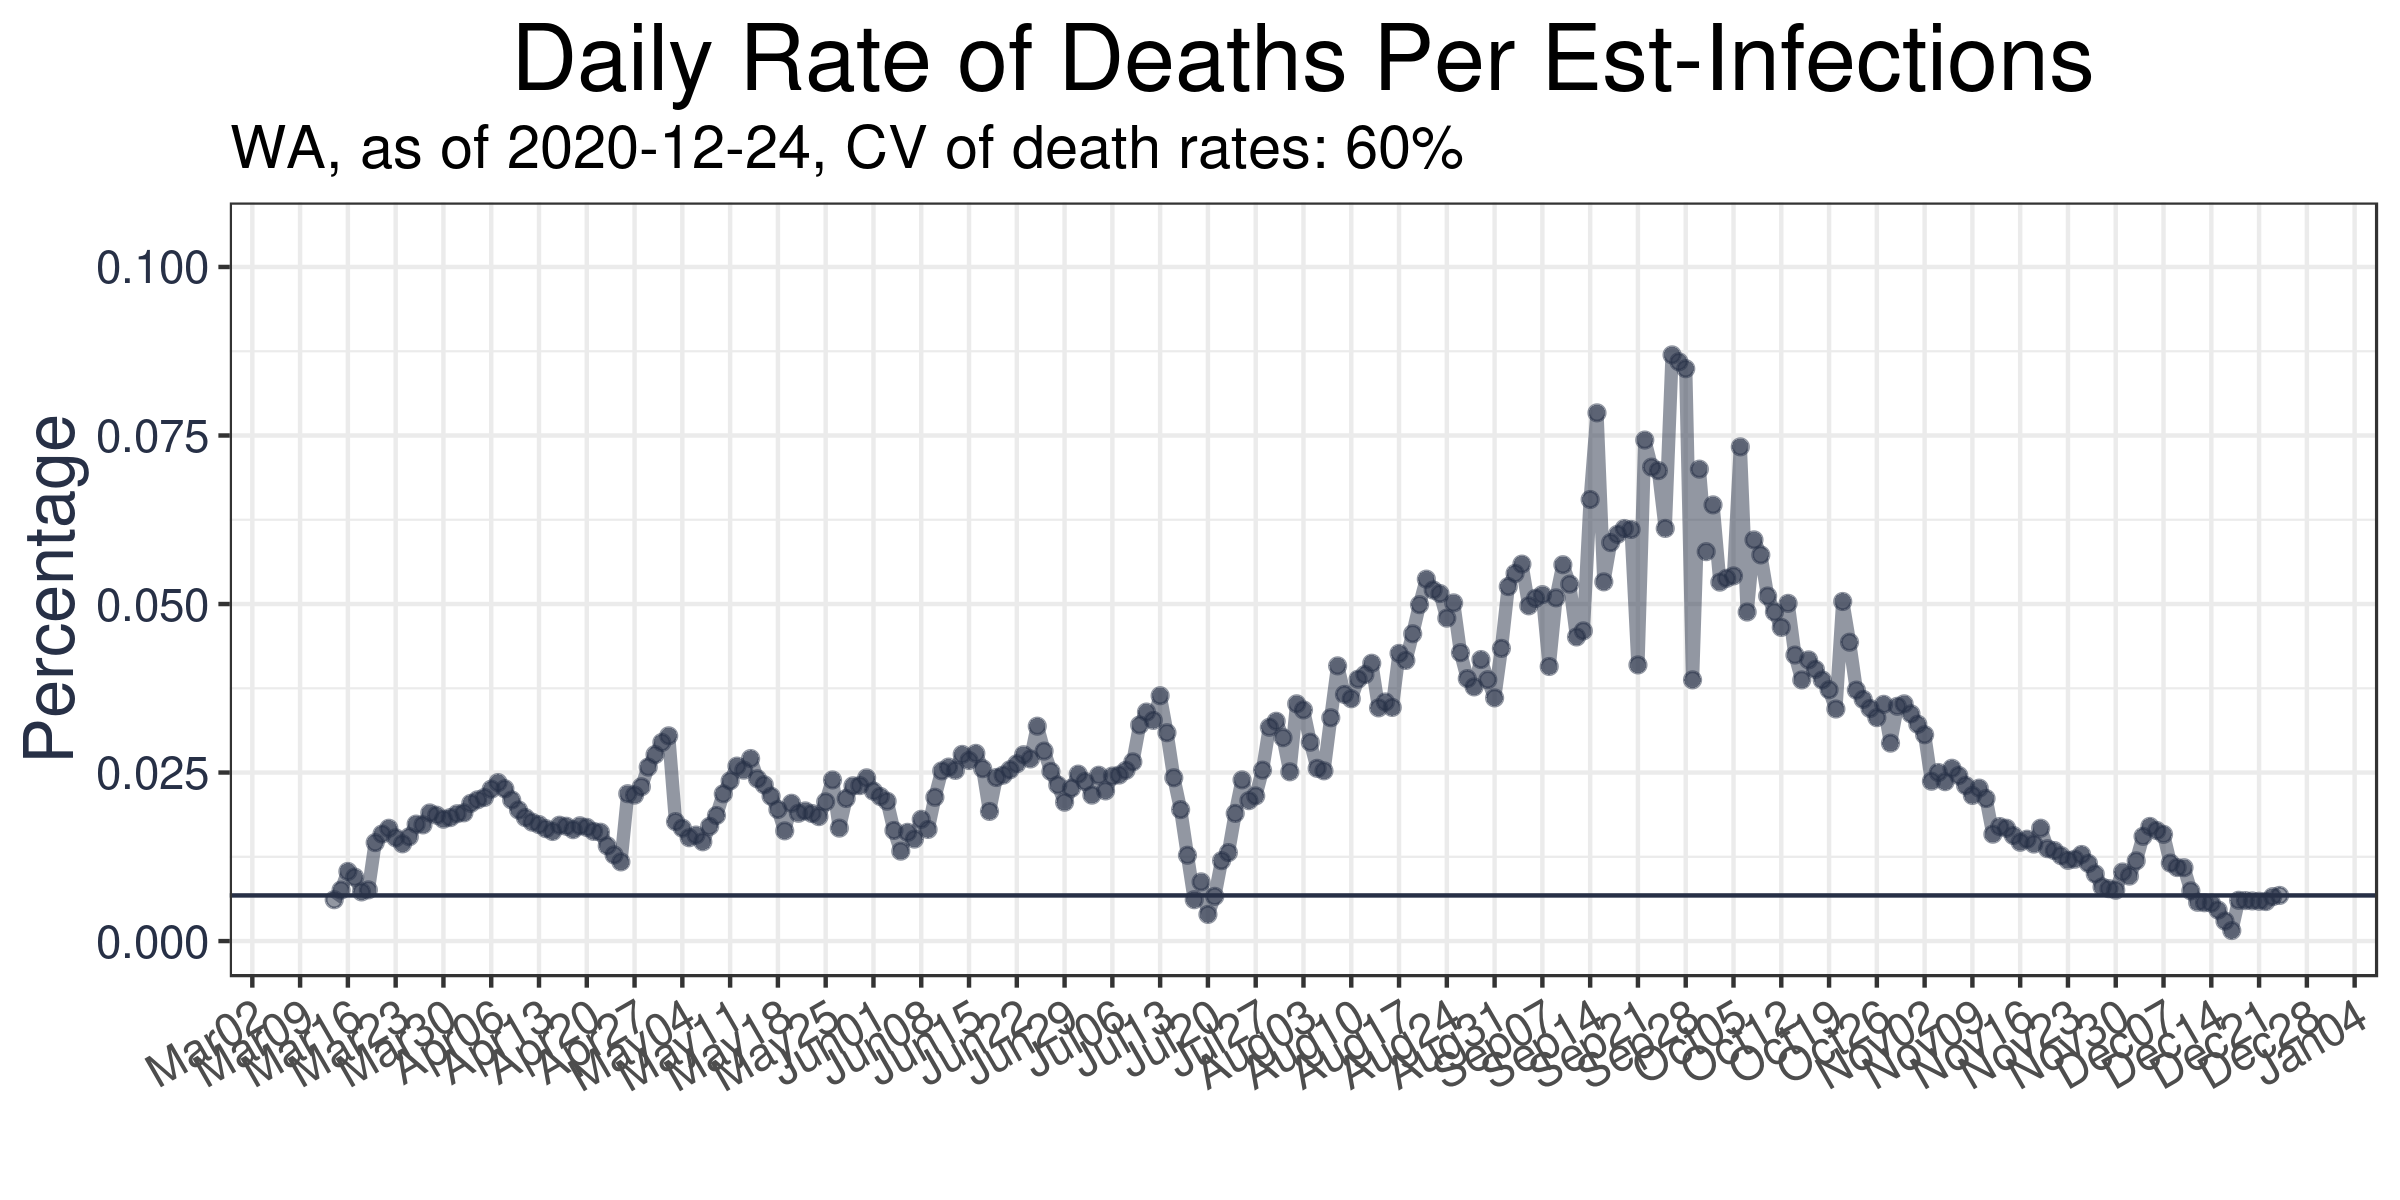 Daily Rate of Deaths Per Est-Infections
WA, as of 2020-12-24, CV of death rates: 60%
Percentage
0.100
0.075
0.050
0.025
0.000
Mar02
Mar09
Mar16
Mar23
Mar30
Apr06
Apr13
Apr20
Apr27
May04
May11
May18
May25
Jun01
Jun08
Jun15
Jun22
Jun29
Jul06
Jul13
Jul20
Jul27
Aug03
Aug10
Aug17
Aug24
Aug31
Sep07
Sep14
Sep21
Sep28
Oct05
Oct12
Oct19
Oct26
Nov02
Nov09
Nov16
Nov23
Nov30
Dec07
Dec14
Dec21
Dec28
Jan04